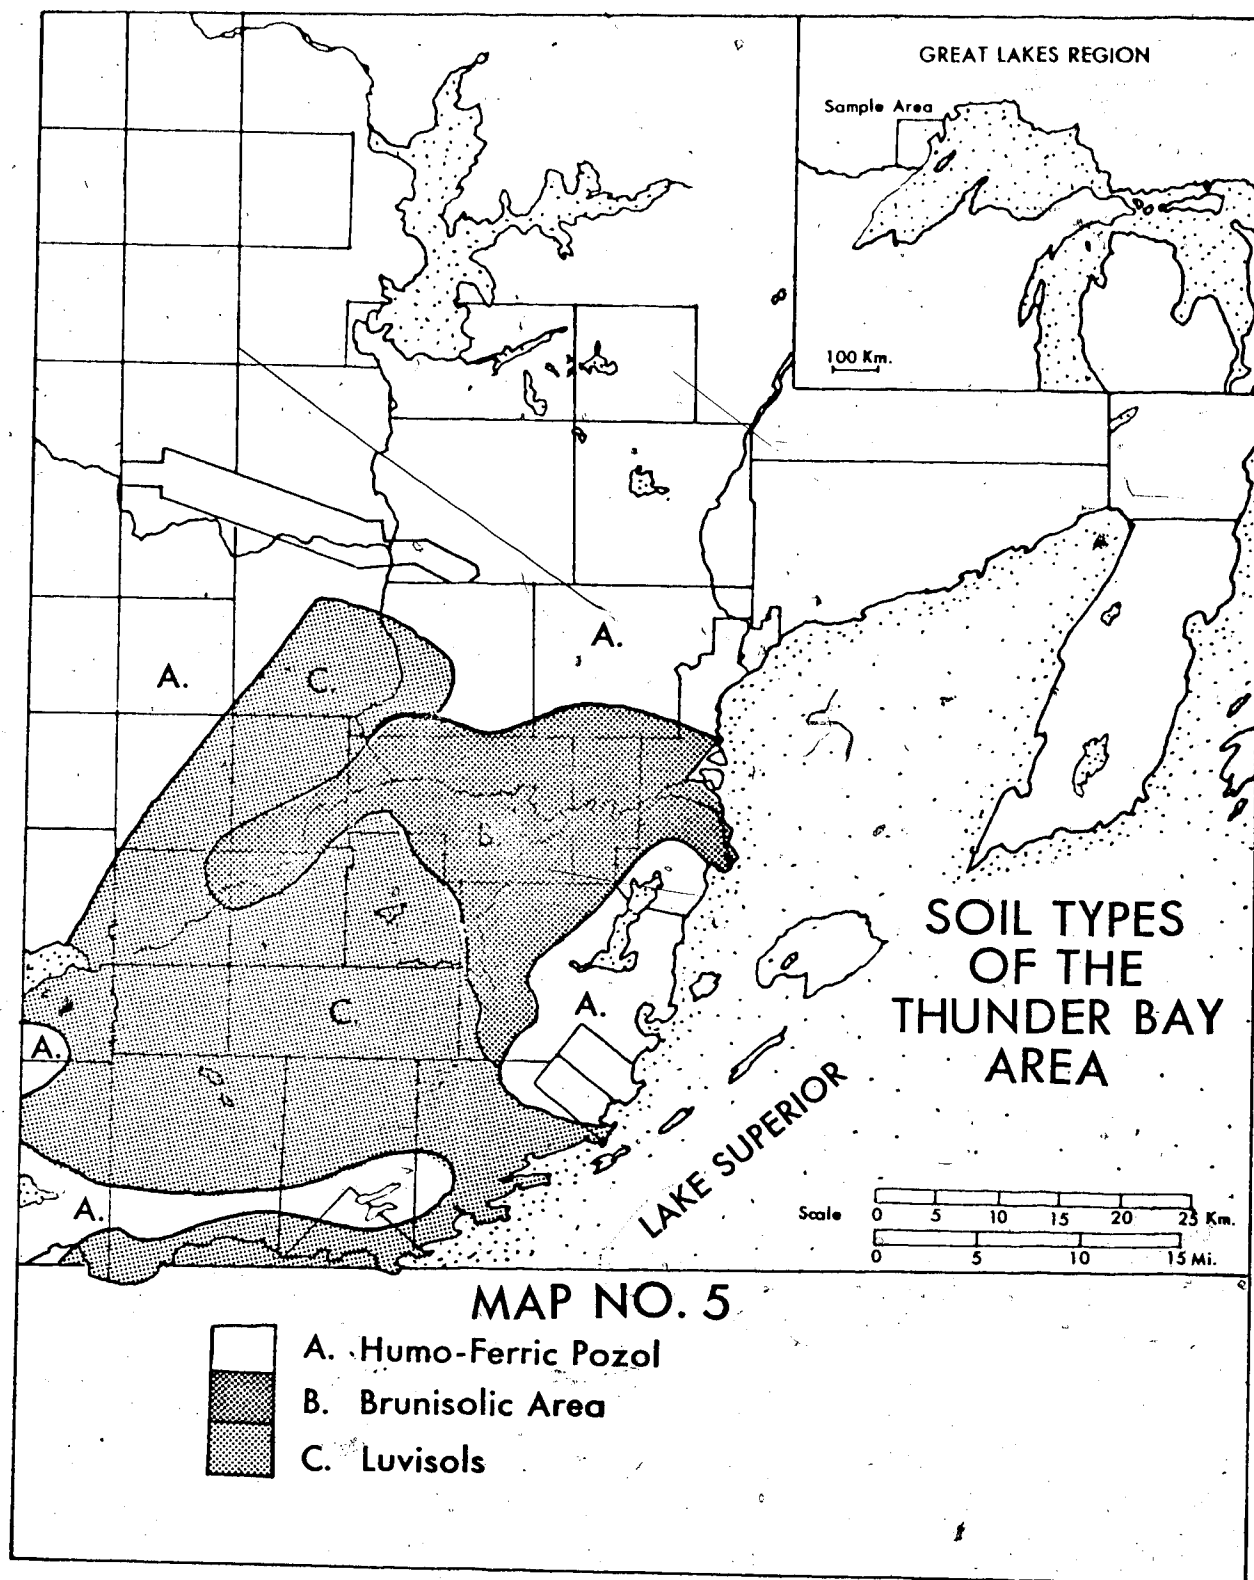 GREAT LAKES REGION
Sample Area
100 Km.
A.
A.
C.
B
A.
C.
A.
A.
SOIL TYPES
OF THE
THUNDER BAY
AREA
LAKE SUPERIOR
Scale 0 5 10 15 20 25 Km.
0 5 10 15 Mi.
MAP NO. 5
A. Humo-Ferric Pozol
B. Brunisolic Area
C. Luvisols